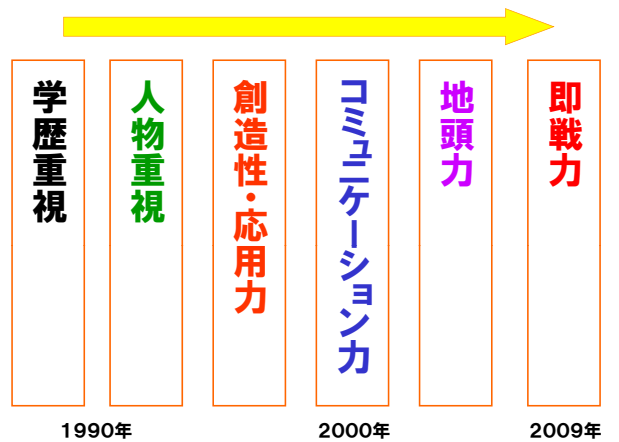 学歴重視
人物重視
創造性・応用力
コミュニケーション力
地頭力
即戦力
1990年
2000年
2009年